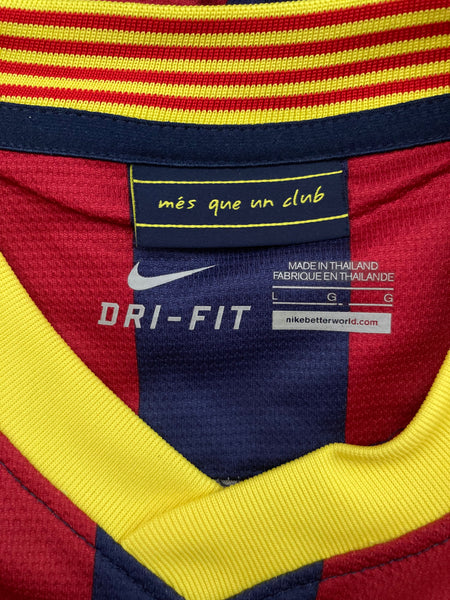 més que un club
MADE IN THAILAND
FABRIQUE EN THAILANDE
L G G
DRI-FIT
nikebetterworld.com